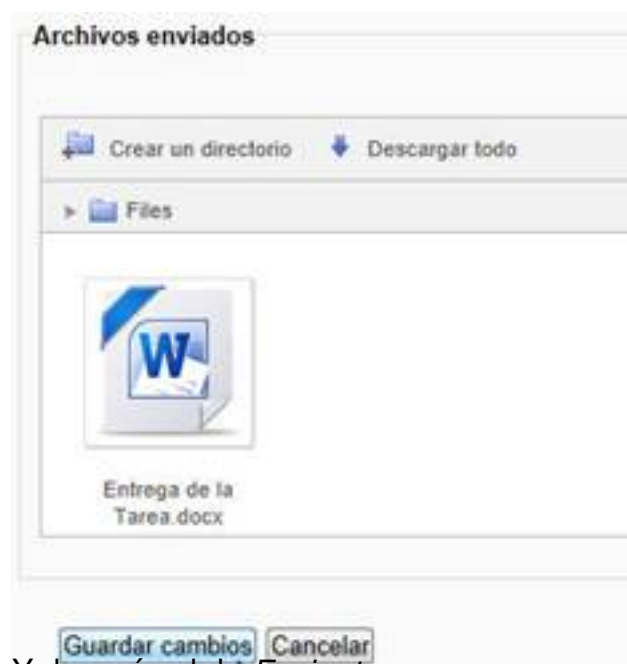 Archivos enviados
Crear un directorio Descargar todo
Files
W
Entrega de la
Tarea.docx
Guardar cambios Cancelar
Y